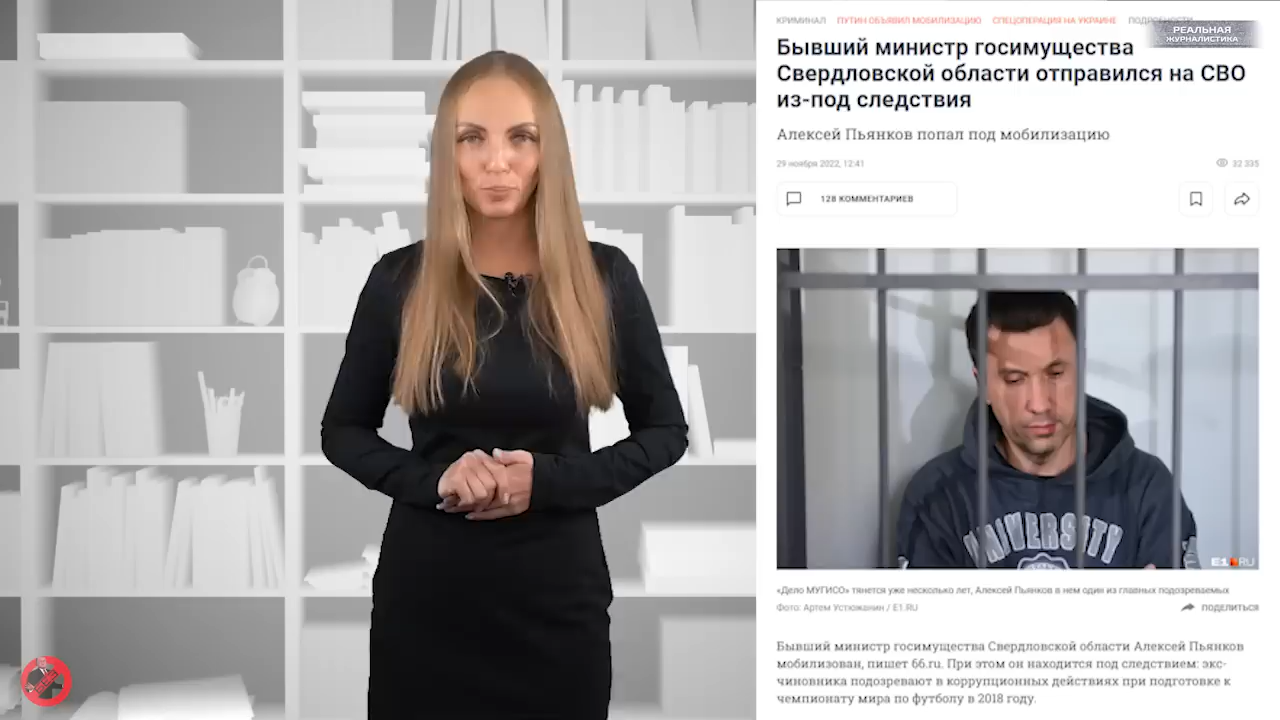 КРИМИНАЛ ПУТИН ОБЪЯВИЛ МОБИЛИЗАЦИЮ СПЕЦОПЕРАЦИЯ НА УКРАИНЕ ПОДРОБНОСТИ
РЕАЛЬНАЯ
ЖУРНАЛИСТИКА
Бывший министр госимущества
Свердловской области отправился на СВО
из-под следствия
Алексей Пьянков попал под мобилизацию
29 ноября 2022, 12:41
32 335
128 КОММЕНТАРИЕВ
UNIVERSITY
E1.RU
«Дело МУГИСО» тянется уже несколько лет, Алексей Пьянков в нем один из главных подозреваемых
Фото: Артем Устюжанин / E1.RU
ПОДЕЛИТЬСЯ
Бывший министр госимущества Свердловской области Алексей Пьянков
мобилизован, пишет 66.ru. При этом он находится под следствием: экс-
чиновника подозревают в коррупционных действиях при подготовке к
чемпионату мира по футболу в 2018 году.